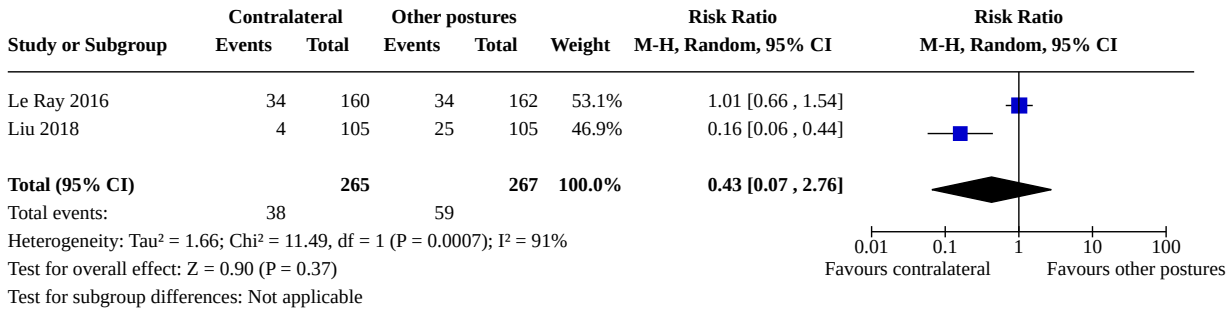 Contralateral Other postures Risk Ratio Risk Ratio
Study or Subgroup Events Total Events Total Weight M-H, Random, 95% CI M-H, Random, 95% CI
Le Ray 2016 34 160 34 162 53.1% 1.01 [0.66 , 1.54]
Liu 2018 4 105 25 105 46.9% 0.16 [0.06 , 0.44]
Total (95% CI) 265 267 100.0% 0.43 [0.07 , 2.76]
Total events: 38 59
Heterogeneity: Tau² = 1.66; Chi² = 11.49, df = 1 (P = 0.0007); I² = 91%
0.01 0.1 1 10 100
Test for overall effect: Z = 0.90 (P = 0.37) Favours contralateral Favours other postures
Test for subgroup differences: Not applicable